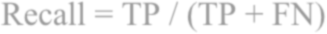 Recall = TP / (TP + FN)